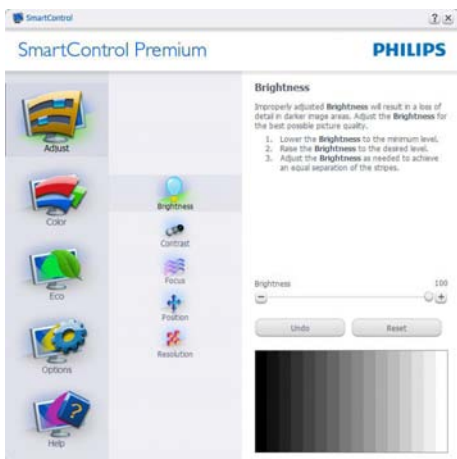 SmartControl
SmartControl Premium
PHILIPS
Adjust
Color
Eco
Options
Help
Brightness
Contrast
Focus
Position
Resolution
Brightness
Improperly adjusted Brightness will result in a loss of
detail in darker image areas. Adjust the Brightness for
the best possible picture quality.
1. Lower the Brightness to the minimum level.
2. Raise the Brightness to the desired level.
3. Adjust the Brightness as needed to achieve
an equal separation of the stripes.
Brightness 100
Undo Reset